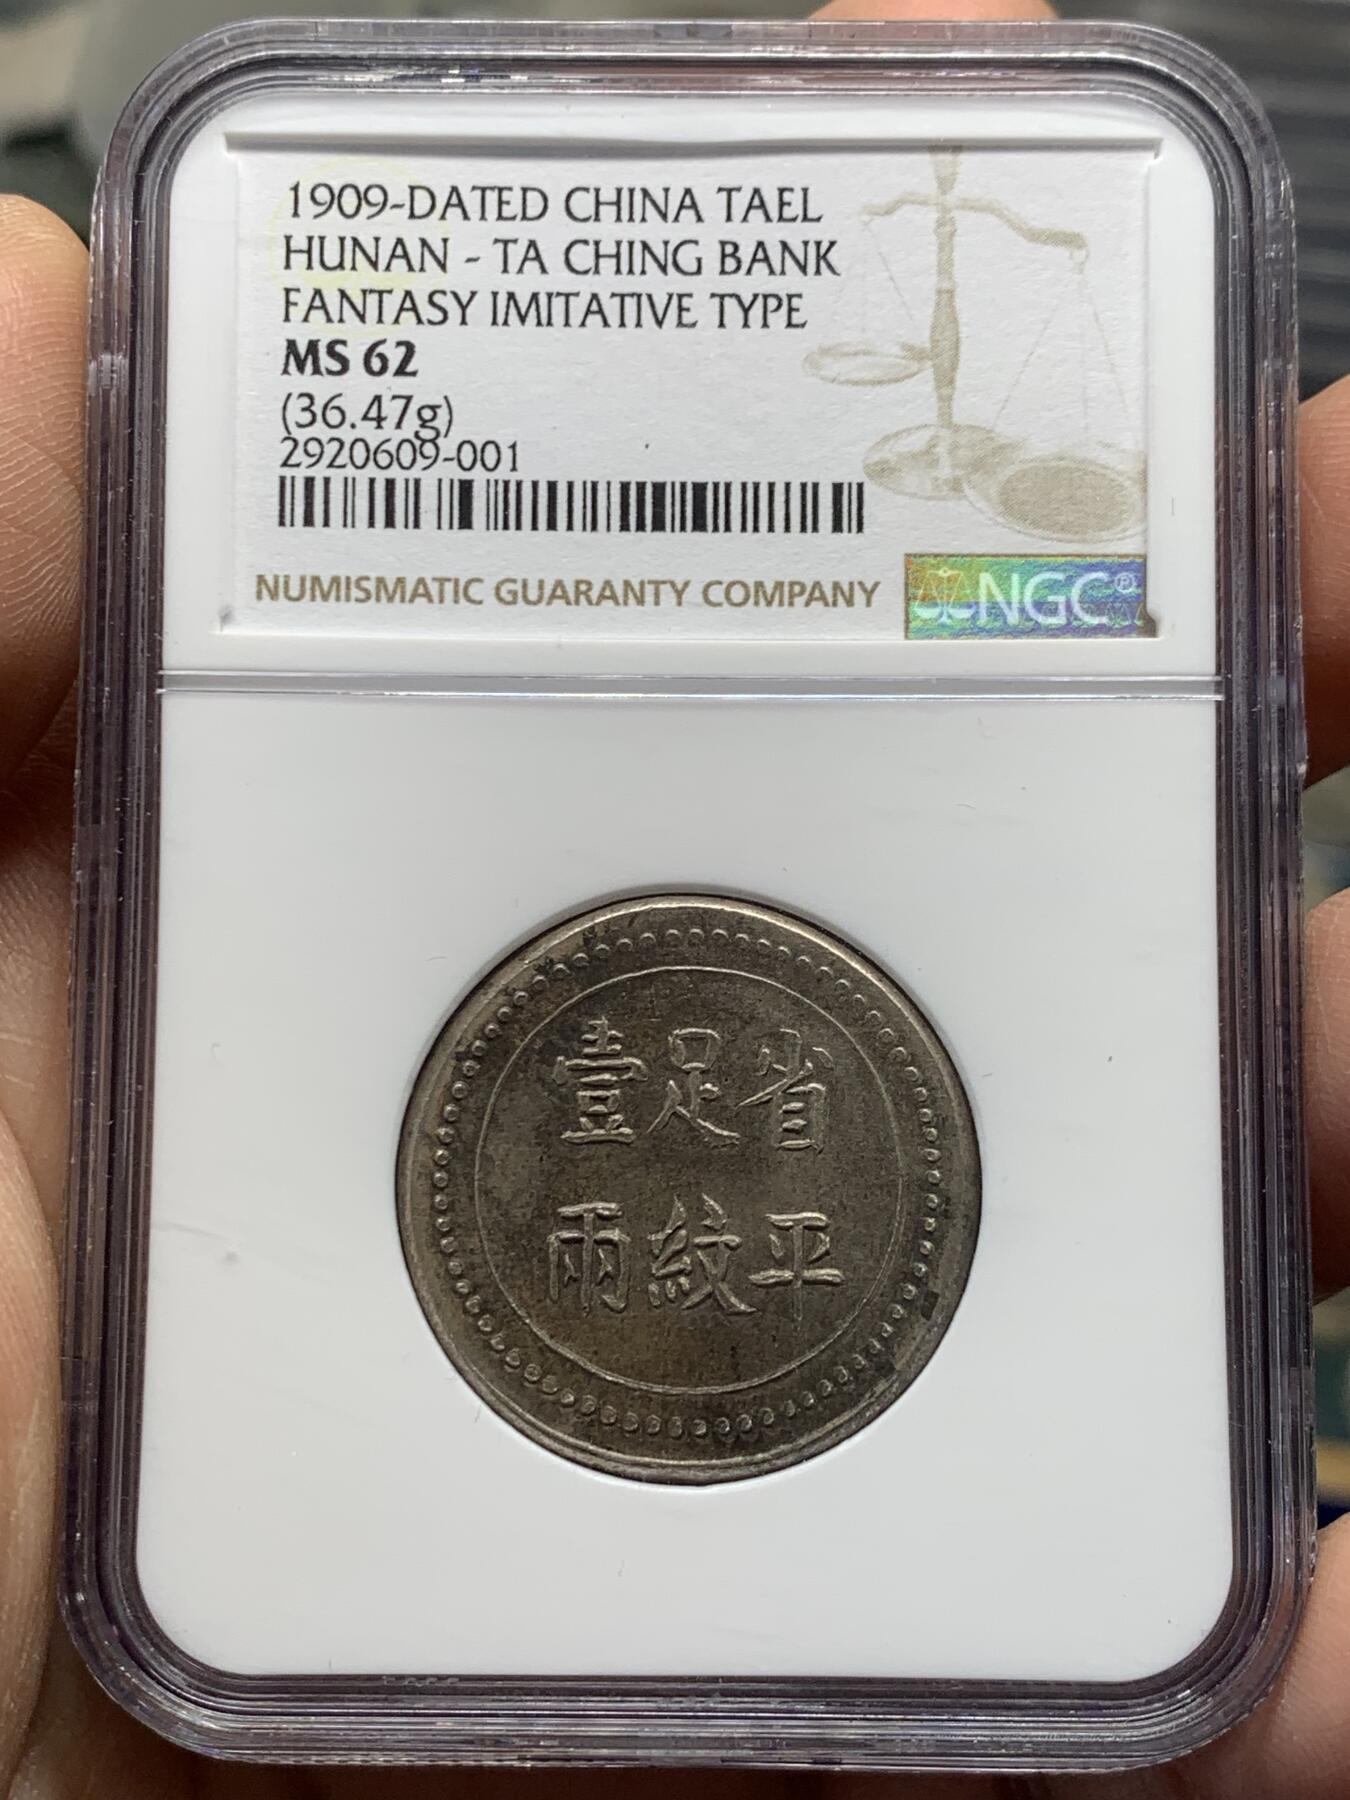 1909-DATED CHINA TAEL
HUNAN - TA CHING BANK
FANTASY IMITATIVE TYPE
MS 62
(36.47g)
2920609-001
NUMISMATIC GUARANTY COMPANY
NGC®
省平
足紋
壹兩